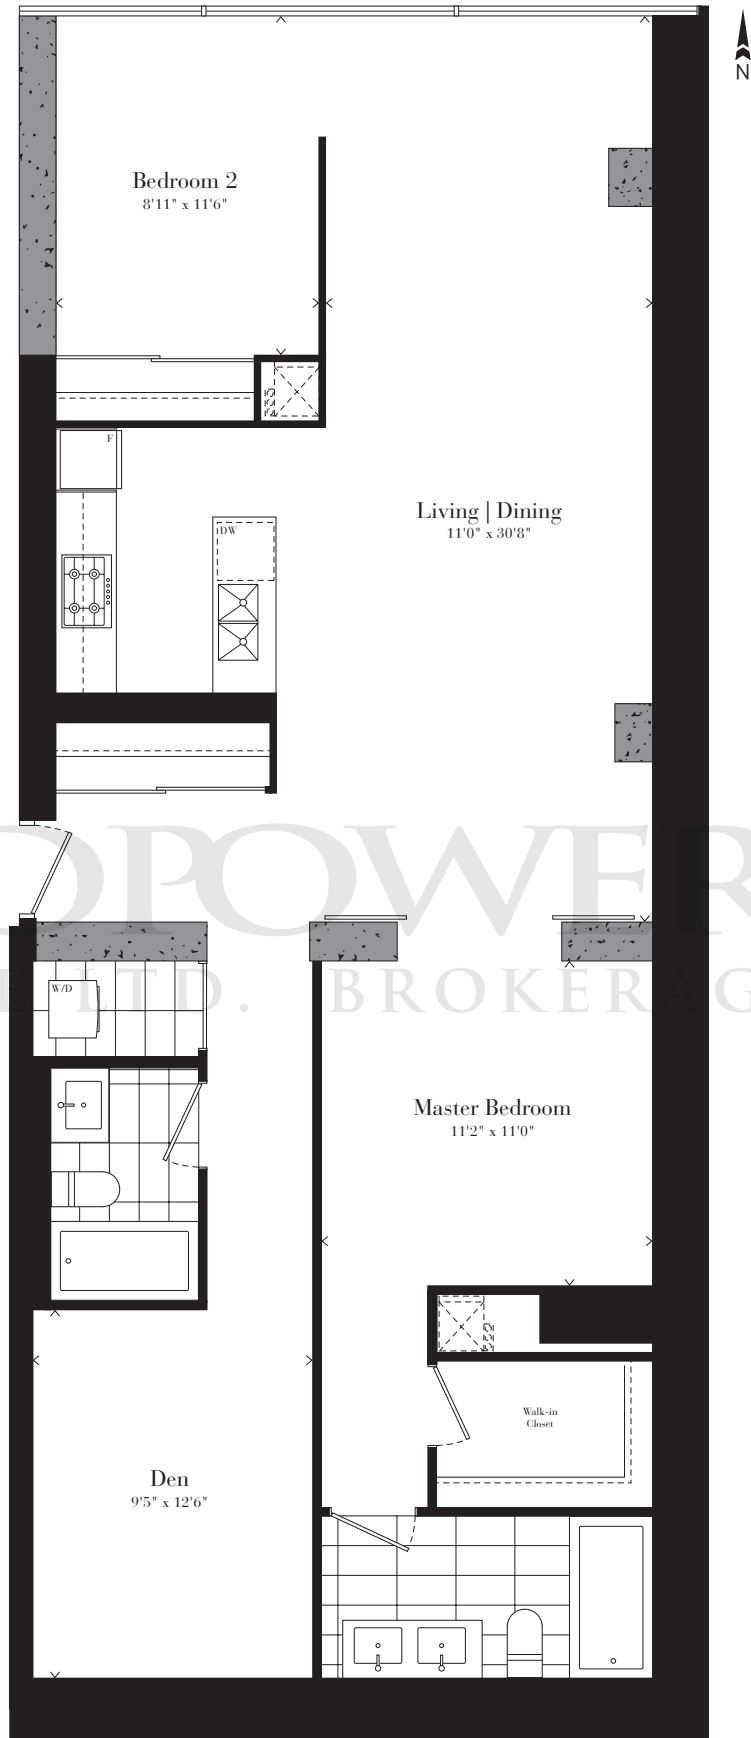 N
Bedroom 2
8'11" x 11'6"
F
Living | Dining
11'0" x 30'8"
DW
DPOWER
E LTD. BROKERAG
W/D
Master Bedroom
11'2" x 11'0"
Walk-in
Closet
Den
9'5" x 12'6"